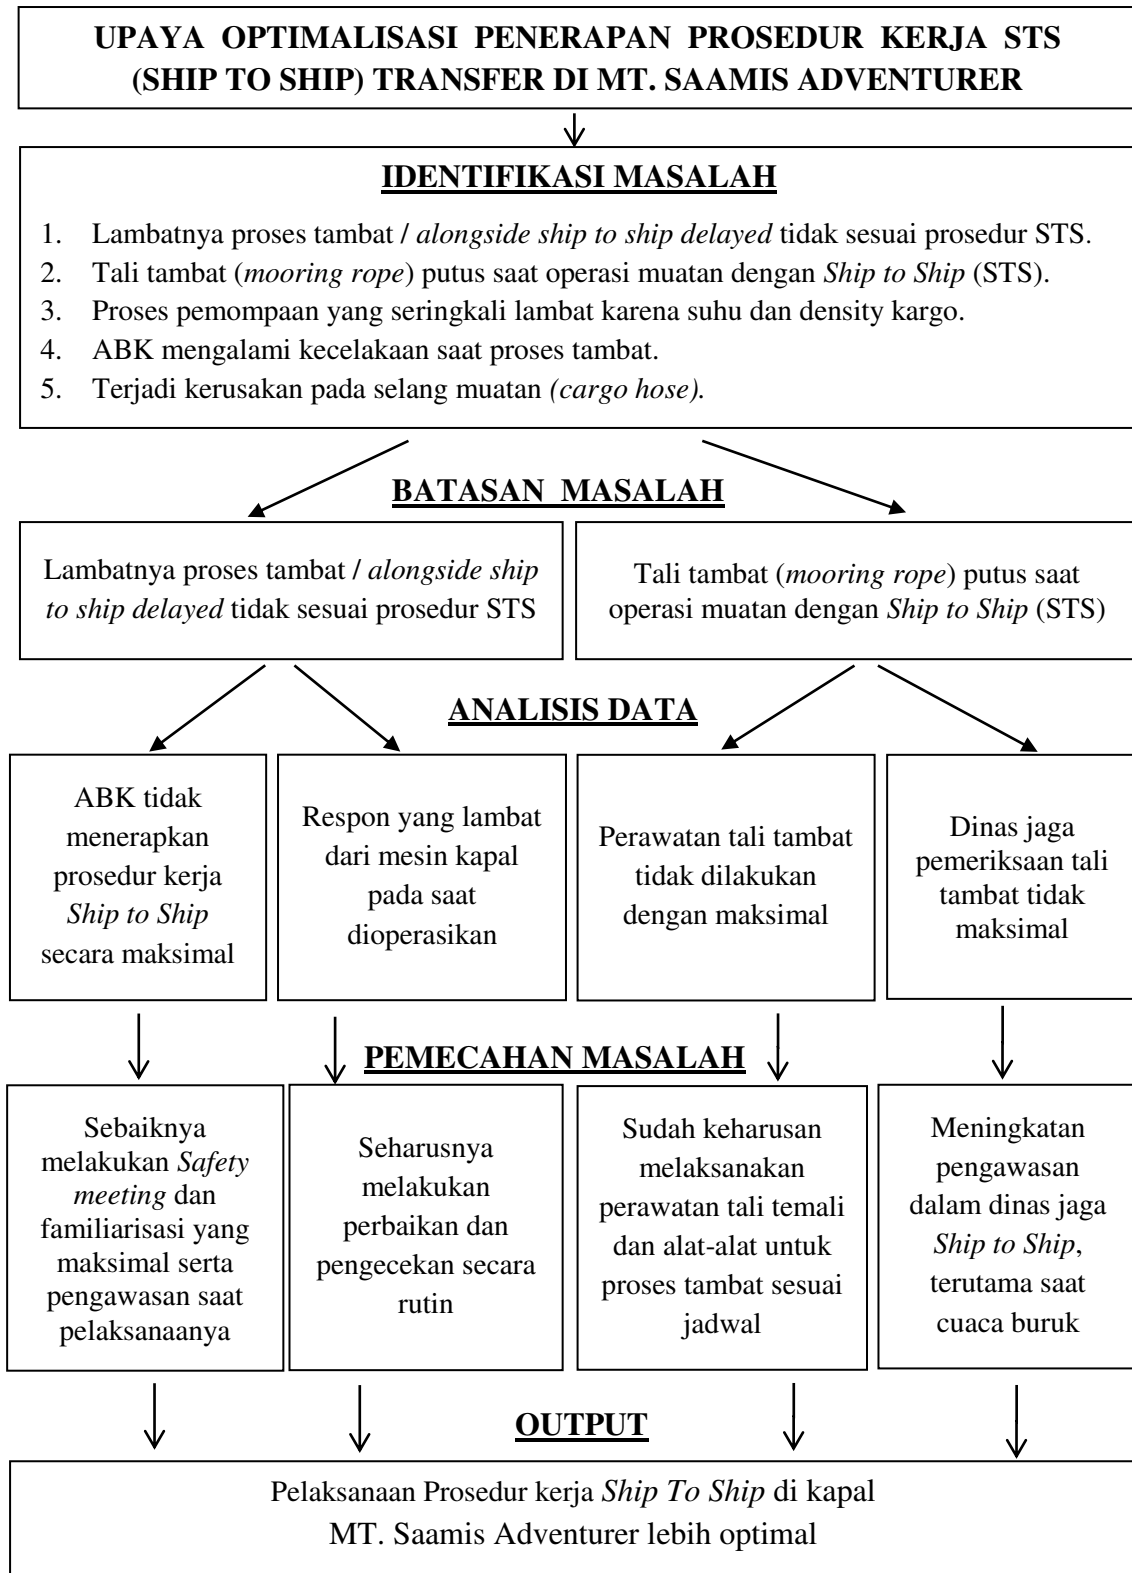 UPAYA OPTIMALISASI PENERAPAN PROSEDUR KERJA STS
(SHIP TO SHIP) TRANSFER DI MT. SAAMIS ADVENTURER
IDENTIFIKASI MASALAH
1. Lambatnya proses tambat / alongside ship to ship delayed tidak sesuai prosedur STS.
2. Tali tambat (mooring rope) putus saat operasi muatan dengan Ship to Ship (STS).
3. Proses pemompaan yang seringkali lambat karena suhu dan density kargo.
4. ABK mengalami kecelakaan saat proses tambat.
5. Terjadi kerusakan pada selang muatan (cargo hose).
BATASAN MASALAH
Lambatnya proses tambat / alongside ship
to ship delayed tidak sesuai prosedur STS
Tali tambat (mooring rope) putus saat
operasi muatan dengan Ship to Ship (STS)
ANALISIS DATA
ABK tidak
menerapkan
prosedur kerja
Ship to Ship
secara maksimal
Respon yang lambat
dari mesin kapal
pada saat
dioperasikan
Perawatan tali tambat
tidak dilakukan
dengan maksimal
Dinas jaga
pemeriksaan tali
tambat tidak
maksimal
PEMECAHAN MASALAH
Sebaiknya
melakukan Safety
meeting dan
familiarisasi yang
maksimal serta
pengawasan saat
pelaksanaanya
Seharusnya
melakukan
perbaikan dan
pengecekan secara
rutin
Sudah keharusan
melaksanakan
perawatan tali temali
dan alat-alat untuk
proses tambat sesuai
jadwal
Meningkatan
pengawasan
dalam dinas jaga
Ship to Ship,
terutama saat
cuaca buruk
OUTPUT
Pelaksanaan Prosedur kerja Ship To Ship di kapal
MT. Saamis Adventurer lebih optimal